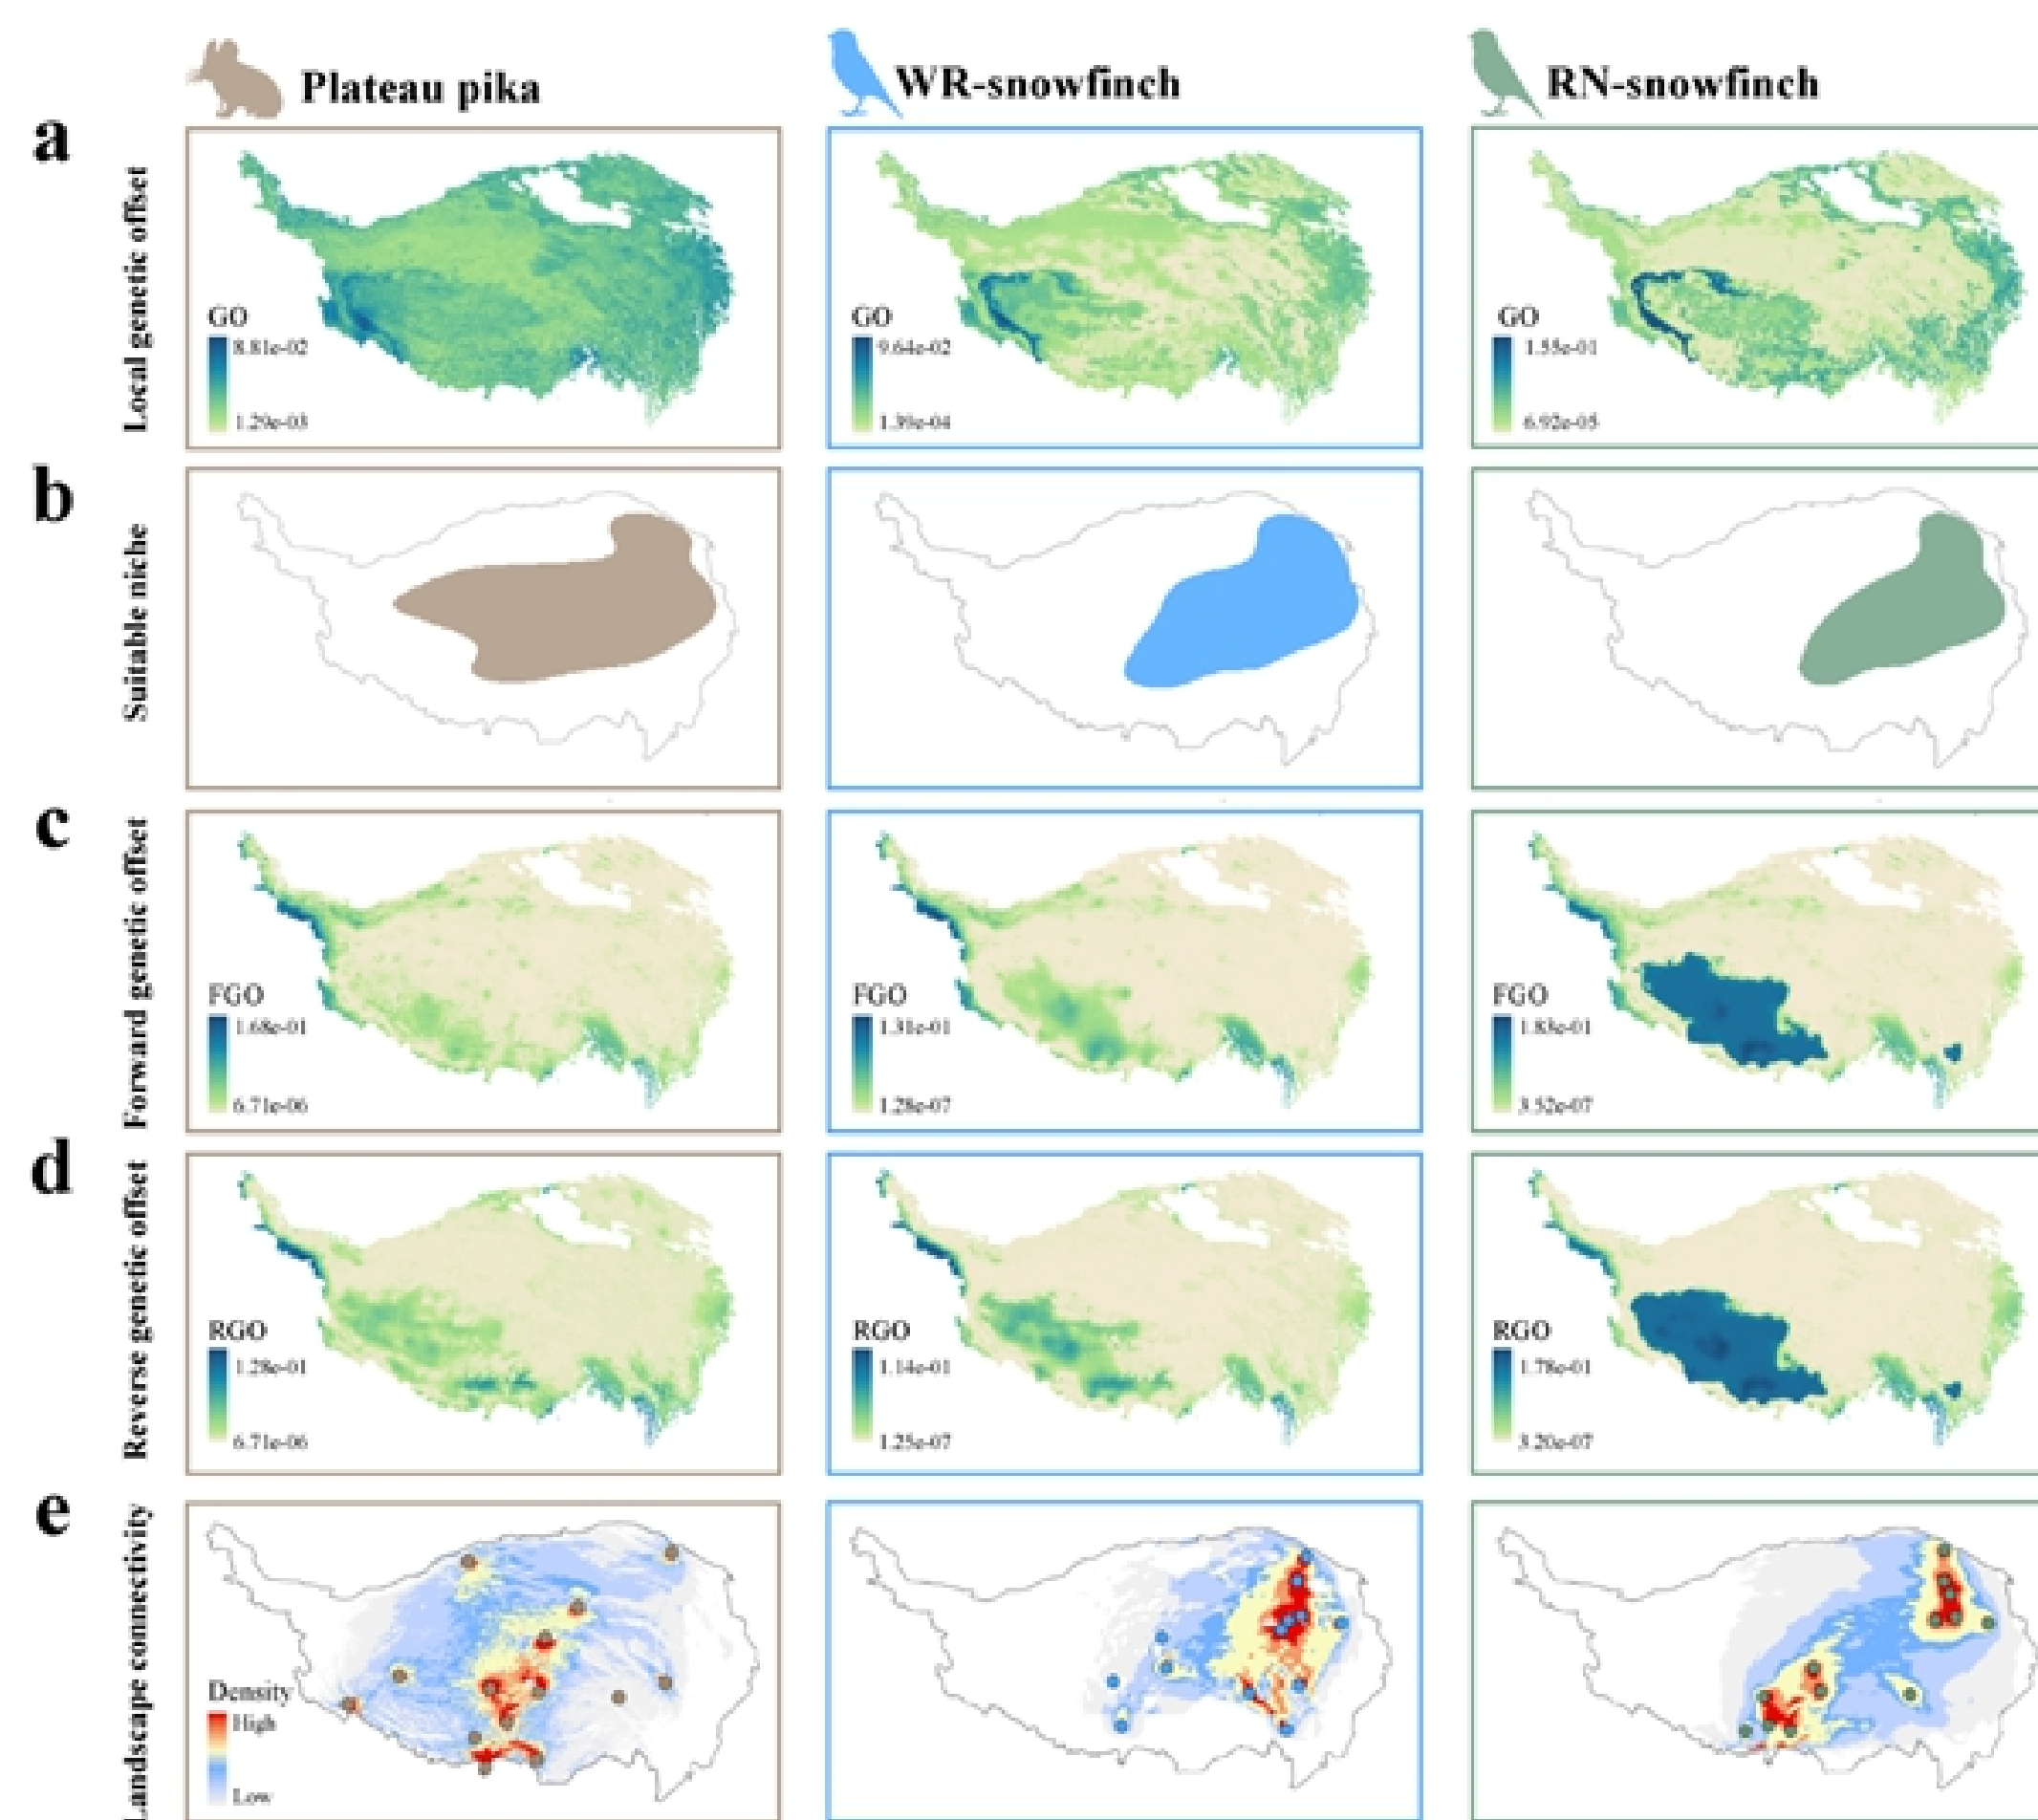 Plateau pika
WR-snowfinch
RN-snowfinch
a
Local genetic offset
GO
8.81e-02
1.29e-03
GO
9.64e-02
1.39e-04
GO
1.55e-01
6.92e-05
b
Suitable niche
c
Forward genetic offset
FGO
1.68e-01
6.71e-06
FGO
1.31e-01
1.28e-07
FGO
1.83e-01
3.52e-07
d
Reverse genetic offset
RGO
1.28e-01
6.71e-06
RGO
1.14e-01
1.25e-07
RGO
1.78e-01
3.20e-07
e
Landscape connectivity
Density
High
Low